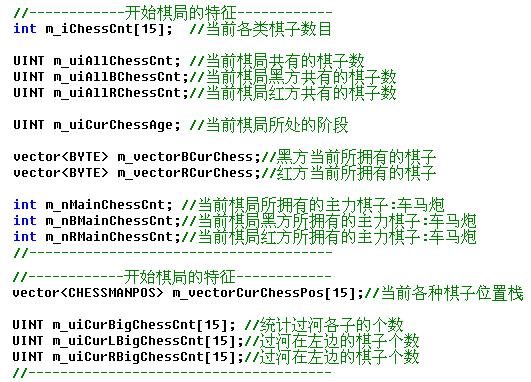 //------------开始棋局的特征------------
int m_iChessCnt[15];  //当前各类棋子数目
UINT m_uiAllChessCnt; //当前棋局共有的棋子数
UINT m_uiAllBChessCnt;//当前棋局黑方共有的棋子数
UINT m_uiAllRChessCnt;//当前棋局红方共有的棋子数
UINT m_uiCurChessAge; //当前棋局所处的阶段
vector<BYTE> m_vectorBCurChess;//黑方当前所拥有的棋子
vector<BYTE> m_vectorRCurChess;//红方当前所拥有的棋子
int m_nMainChessCnt; //当前棋局所拥有的主力棋子:车马炮
int m_nBMainChessCnt;//当前棋局黑方所拥有的主力棋子:车马炮
int m_nRMainChessCnt;//当前棋局红方所拥有的主力棋子:车马炮
//--------------------------------------
//------------开始棋局的特征------------
vector<CHESSMANPOS> m_vectorCurChessPos[15];//当前各种棋子位置栈
UINT m_uiCurBigChessCnt[15]; //统计过河各子的个数
UINT m_uiCurLBigChessCnt[15];//过河在左边的棋子个数
UINT m_uiCurRBigChessCnt[15];//过河在左边的棋子个数
//--------------------------------------